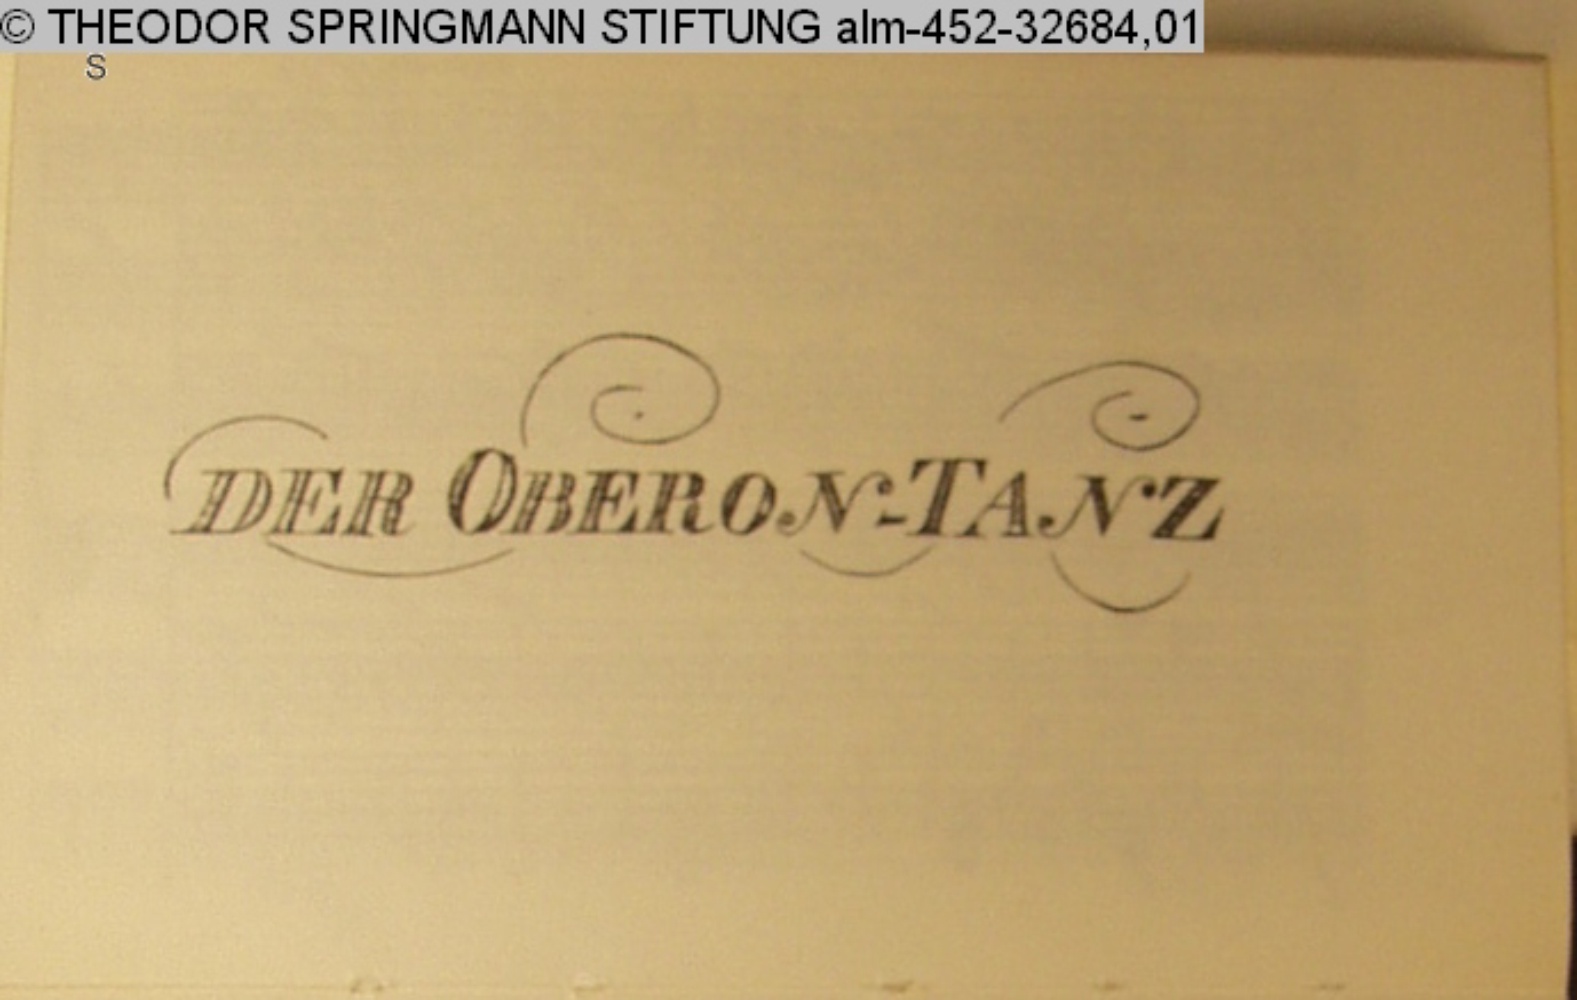 © THEODOR SPRINGMANN STIFTUNG alm-452-32684,01
S
DER OBERON-TANZ